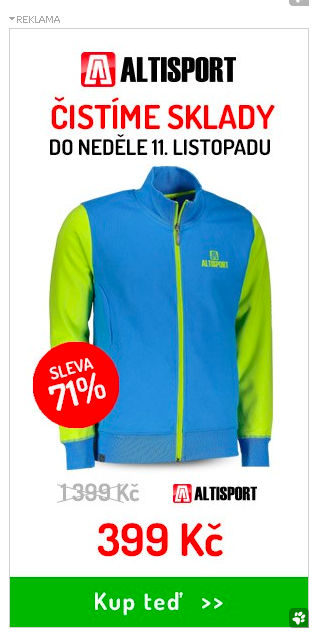 REKLAMA
ALTISPORT
ČISTÍME SKLADY
DO NEDĚLE 11. LISTOPADU
ALTISPORT
SLEVA
71%
1 399 Kč
ALTISPORT
399 Kč
Kup teď >>